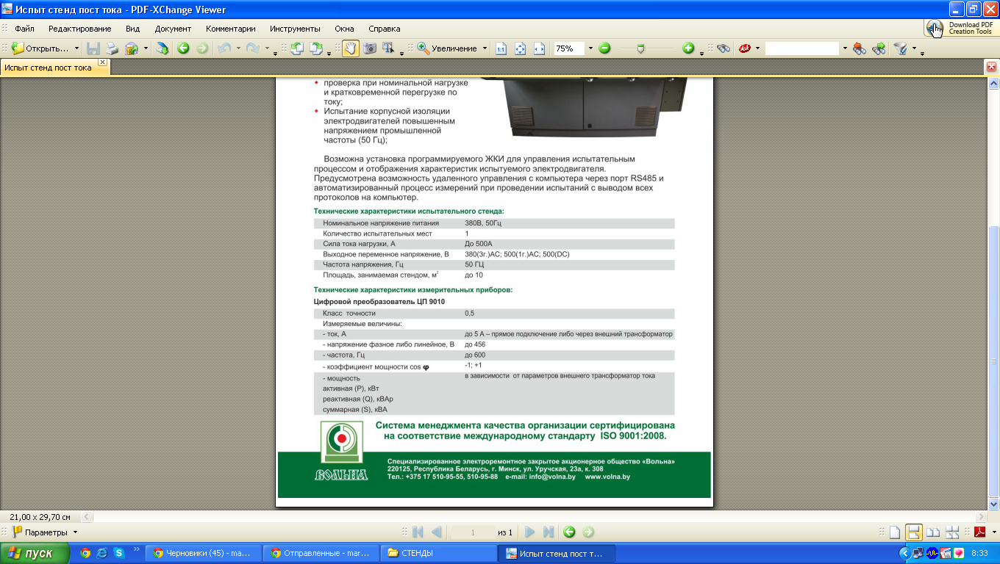 Испыт стенд пост тока - PDF-XChange Viewer
Файл Редактирование Вид Документ Комментарии Инструменты Окна Справка
Download PDF
Creation Tools
Открыть... Увеличение 1:1 75% Ask
Испыт стенд пост тока
проверка при номинальной нагрузке
и кратковременной перегрузке по
току;
Испытание корпусной изоляции
электродвигателей повышенным
напряжением промышленной
частоты (50 Гц);
Возможна установка программируемого ЖКИ для управления испытательным
процессом и отображения характеристик испытуемого электродвигателя.
Предусмотрена возможность удаленного управления с компьютера через порт RS485 и
автоматизированный процесс измерений при проведении испытаний с выводом всех
протоколов на компьютер.
Технические характеристики испытательного стенда:
Номинальное напряжение питания 380В, 50Гц
Количество испытательных мест 1
Сила тока нагрузки, А До 500А
Выходное переменное напряжение, В 380(3г.)AC; 500(1г.)AC; 500(DC)
Частота напряжения, Гц 50 ГЦ
Площадь, занимаемая стендом, м² до 10
Технические характеристики измерительных приборов:
Цифровой преобразователь ЦП 9010
Класс точности 0,5
Измеряемые величины:
- ток, А до 5 А – прямое подключение либо через внешний трансформатор
- напряжение фазное либо линейное, В до 456
- частота, Гц до 600
- коэффициент мощности cos φ -1; +1
- мощность в зависимости от параметров внешнего трансформатор тока
активная (P), кВт
реактивная (Q), кВАр
суммарная (S), кВА
Система менеджмента качества организации сертифицирована
на соответствие международному стандарту ISO 9001:2008.
ВОЛЬНА
Специализированное электроремонтное закрытое акционерное общество «Вольна»
220125, Республика Беларусь, г. Минск, ул. Уручская, 23а, к. 308
Тел.: +375 17 510-95-55, 510-95-88 e-mail: info@volna.by www.volna.by
21,00 x 29,70 см
Параметры 1 из 1
пуск Черновики (45) - ma... Отправленные - mar... СТЕНДЫ Испыт стенд пост т... 8:33